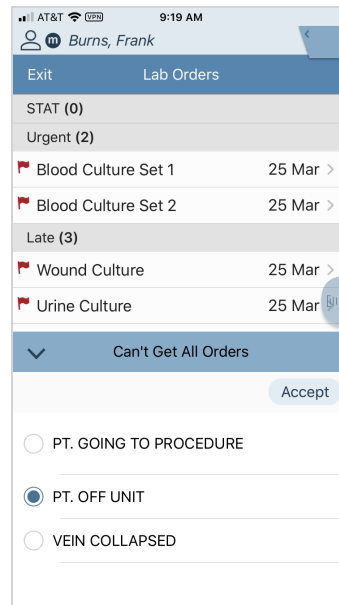 AT&T VPN 9:19 AM
m Burns, Frank
Exit Lab Orders
STAT (0)
Urgent (2)
Blood Culture Set 1 25 Mar
Blood Culture Set 2 25 Mar
Late (3)
Wound Culture 25 Mar
Urine Culture 25 Mar
Can't Get All Orders
Accept
PT. GOING TO PROCEDURE
PT. OFF UNIT
VEIN COLLAPSED